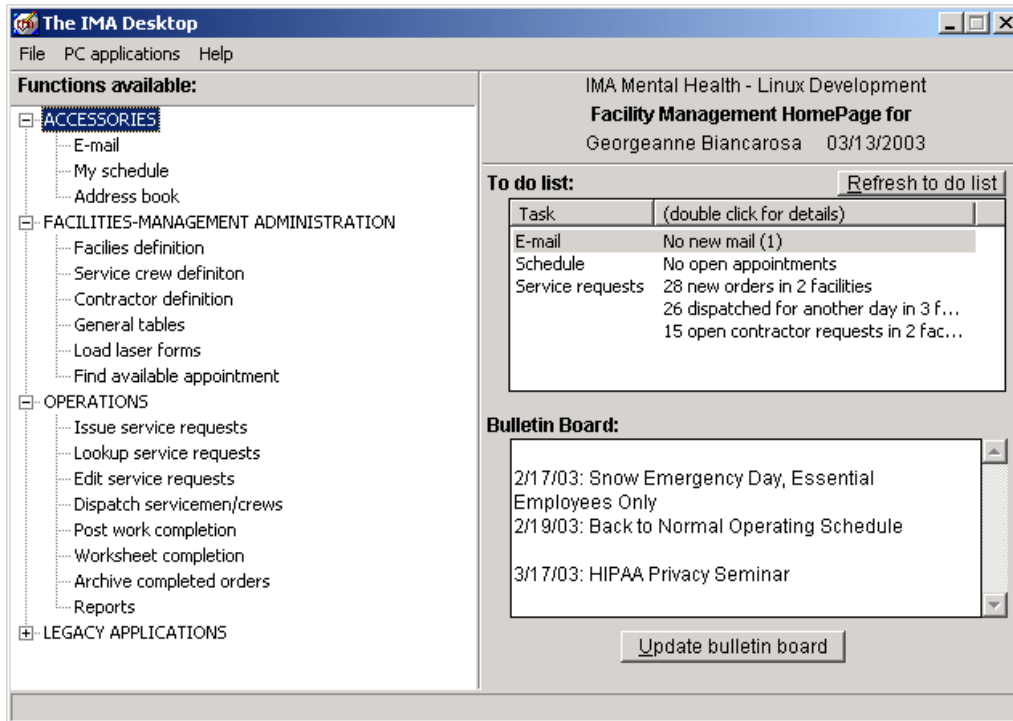 The IMA Desktop
File PC applications Help
Functions available:
ACCESSORIES
E-mail
My schedule
Address book
FACILITIES-MANAGEMENT ADMINISTRATION
Facilies definition
Service crew definiton
Contractor definition
General tables
Load laser forms
Find available appointment
OPERATIONS
Issue service requests
Lookup service requests
Edit service requests
Dispatch servicemen/crews
Post work completion
Worksheet completion
Archive completed orders
Reports
LEGACY APPLICATIONS
IMA Mental Health - Linux Development
Facility Management HomePage for
Georgeanne Biancarosa 03/13/2003
To do list: Refresh to do list
Task (double click for details)
E-mail No new mail (1)
Schedule No open appointments
Service requests 28 new orders in 2 facilities
26 dispatched for another day in 3 f...
15 open contractor requests in 2 fac...
Bulletin Board:
2/17/03: Snow Emergency Day, Essential
Employees Only
2/19/03: Back to Normal Operating Schedule
3/17/03: HIPAA Privacy Seminar
Update bulletin board